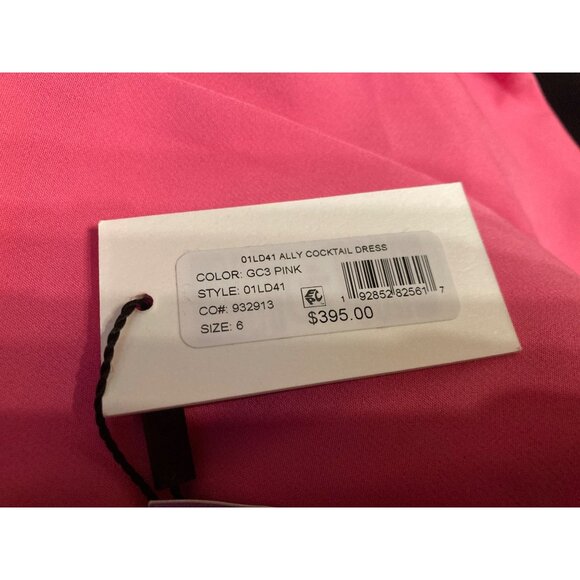 01LD41 ALLY COCKTAIL DRESS
COLOR: GC3 PINK
STYLE: 01LD41
CO#: 932913
SIZE: 6
1 92852 82561 7
$395.00